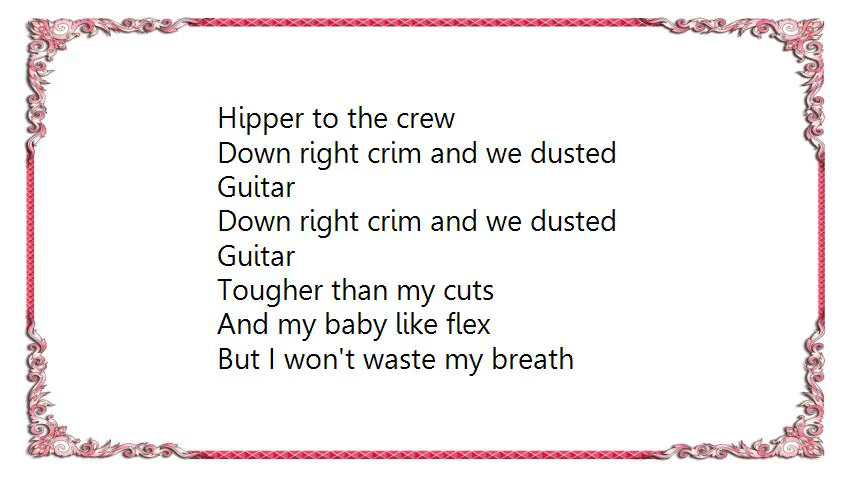 Hipper to the crew
Down right crim and we dusted
Guitar
Down right crim and we dusted
Guitar
Tougher than my cuts
And my baby like flex
But I won't waste my breath